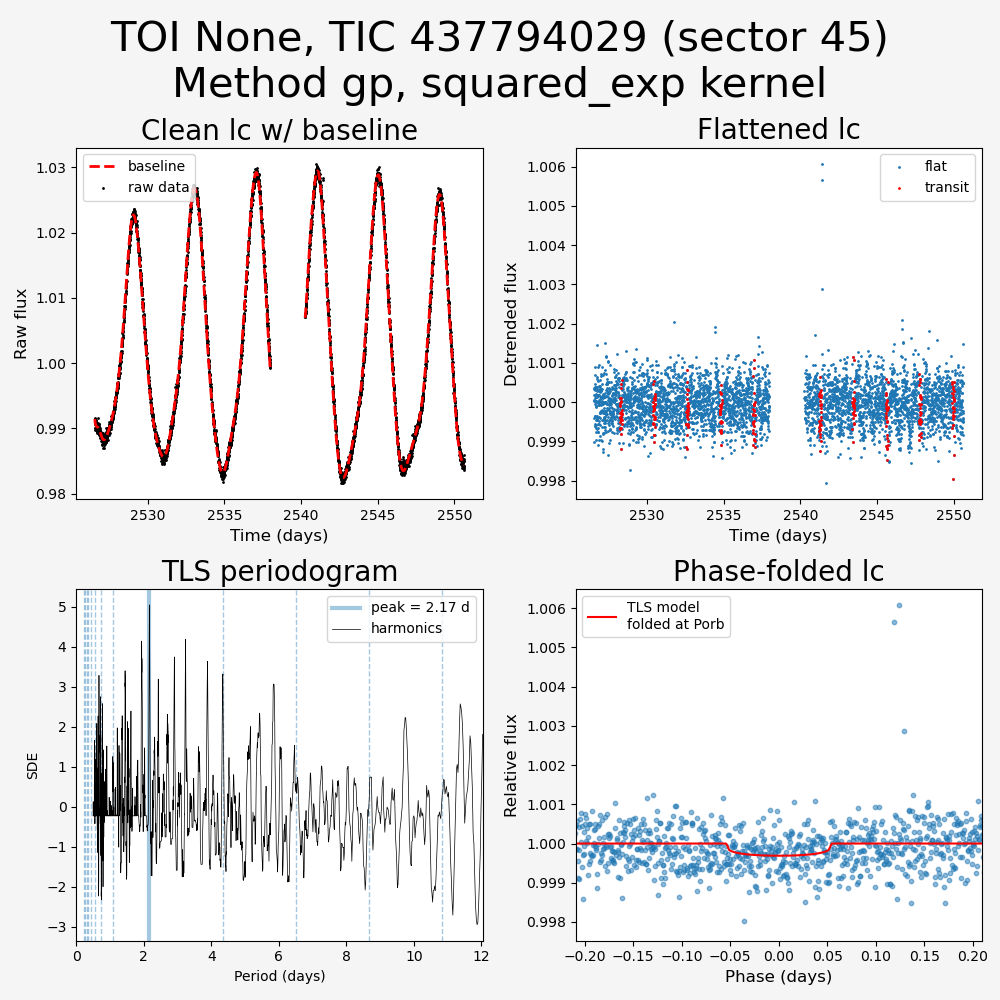 TOI None, TIC 437794029 (sector 45)
Method gp, squared_exp kernel
Clean lc w/ baseline
baseline
raw data
1.03
1.02
1.01
1.00
0.99
0.98
Raw flux
2530
2535
2540
2545
2550
Time (days)
Flattened lc
flat
transit
1.006
1.005
1.004
1.003
1.002
1.001
1.000
0.999
0.998
Detrended flux
2530
2535
2540
2545
2550
Time (days)
TLS periodogram
peak = 2.17 d
harmonics
5
4
3
2
1
0
−1
−2
−3
SDE
0
2
4
6
8
10
12
Period (days)
Phase-folded lc
TLS model
folded at Porb
1.006
1.005
1.004
1.003
1.002
1.001
1.000
0.999
0.998
Relative flux
−0.20
−0.15
−0.10
−0.05
0.00
0.05
0.10
0.15
0.20
Phase (days)